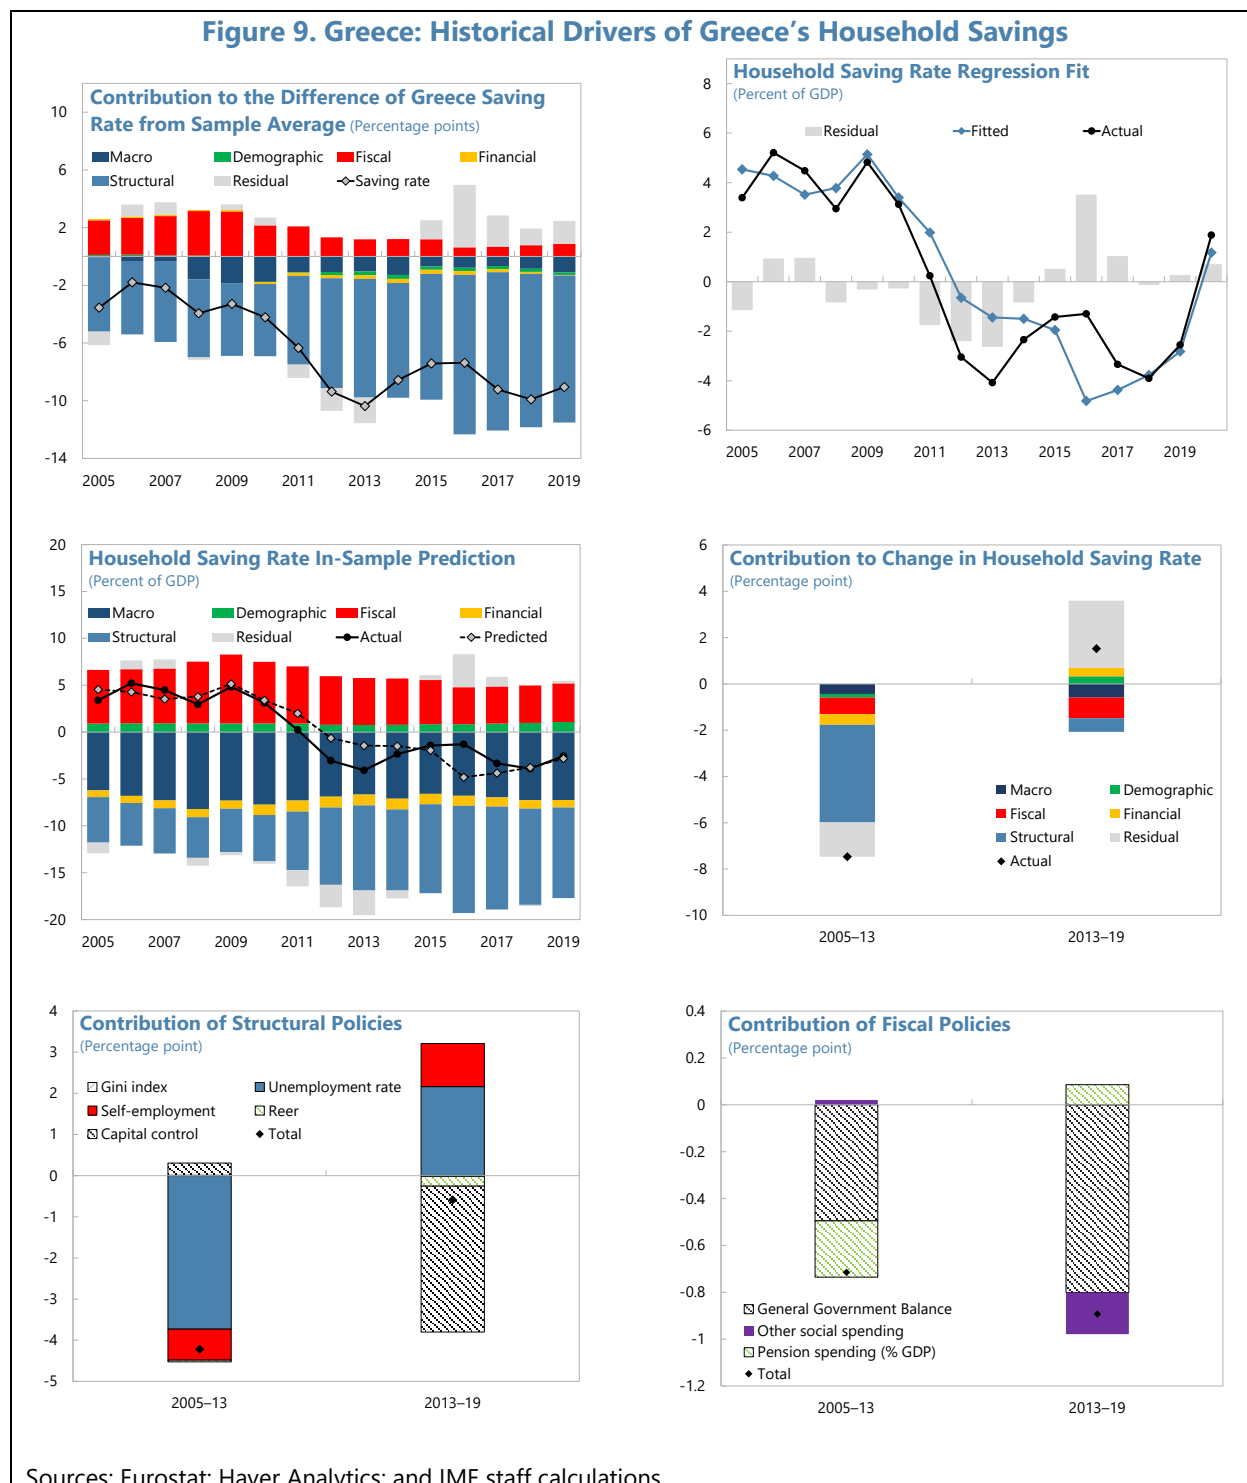 Figure 9. Greece: Historical Drivers of Greece's Household Savings
Contribution to the Difference of Greece Saving
Rate from Sample Average (Percentage points)
Macro Demographic Fiscal Financial
Structural Residual Saving rate
10
6
2
-2
-6
-10
-14
2005 2007 2009 2011 2013 2015 2017 2019
Household Saving Rate Regression Fit
(Percent of GDP)
Residual Fitted Actual
8
6
4
2
0
-2
-4
-6
2005 2007 2009 2011 2013 2015 2017 2019
Household Saving Rate In-Sample Prediction
(Percent of GDP)
Macro Demographic Fiscal Financial
Structural Residual Actual Predicted
20
15
10
5
0
-5
-10
-15
-20
2005 2007 2009 2011 2013 2015 2017 2019
Contribution to Change in Household Saving Rate
(Percentage point)
6
4
2
0
-2
-4
-6
-8
-10
Macro Demographic
Fiscal Financial
Structural Residual
Actual
2005–13 2013–19
Contribution of Structural Policies
(Percentage point)
Gini index Unemployment rate
Self-employment Reer
Capital control Total
4
3
2
1
0
-1
-2
-3
-4
-5
2005–13 2013–19
Contribution of Fiscal Policies
(Percentage point)
0.4
0.2
0
-0.2
-0.4
-0.6
-0.8
-1
-1.2
General Government Balance
Other social spending
Pension spending (% GDP)
Total
2005–13 2013–19
Sources: Eurostat; Haver Analytics; and IMF staff calculations